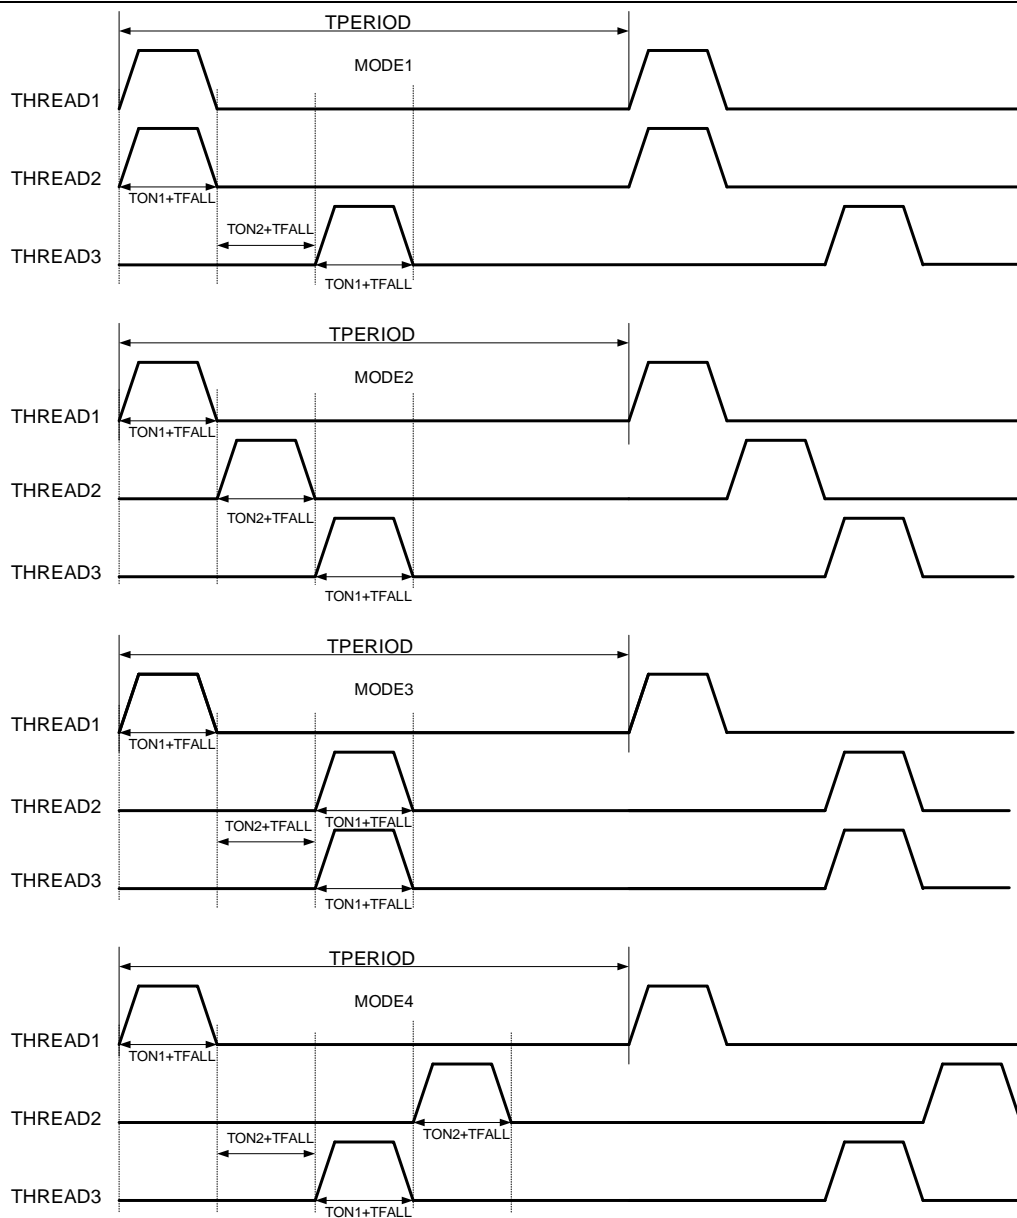 TPERIOD
MODE1
THREAD1
THREAD2
TON1+TFALL
TON2+TFALL
THREAD3
TON1+TFALL
TPERIOD
MODE2
THREAD1
TON1+TFALL
THREAD2
TON2+TFALL
THREAD3
TON1+TFALL
TPERIOD
MODE3
THREAD1
TON1+TFALL
THREAD2
TON1+TFALL
TON2+TFALL
THREAD3
TON1+TFALL
TPERIOD
MODE4
THREAD1
TON1+TFALL
THREAD2
TON2+TFALL
TON2+TFALL
THREAD3
TON1+TFALL